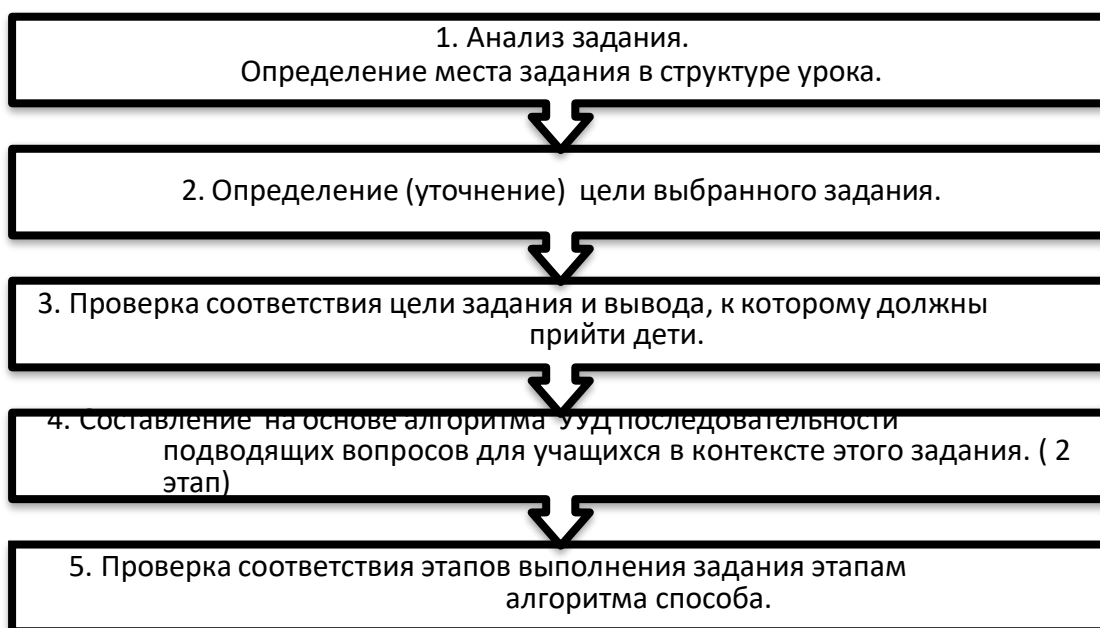 1. Анализ задания.
Определение места задания в структуре урока.
2. Определение (уточнение) цели выбранного задания.
3. Проверка соответствия цели задания и вывода, к которому должны
прийти дети.
4. Составление на основе алгоритма УУД последовательности
подводящих вопросов для учащихся в контексте этого задания. ( 2
этап)
5. Проверка соответствия этапов выполнения задания этапам
алгоритма способа.